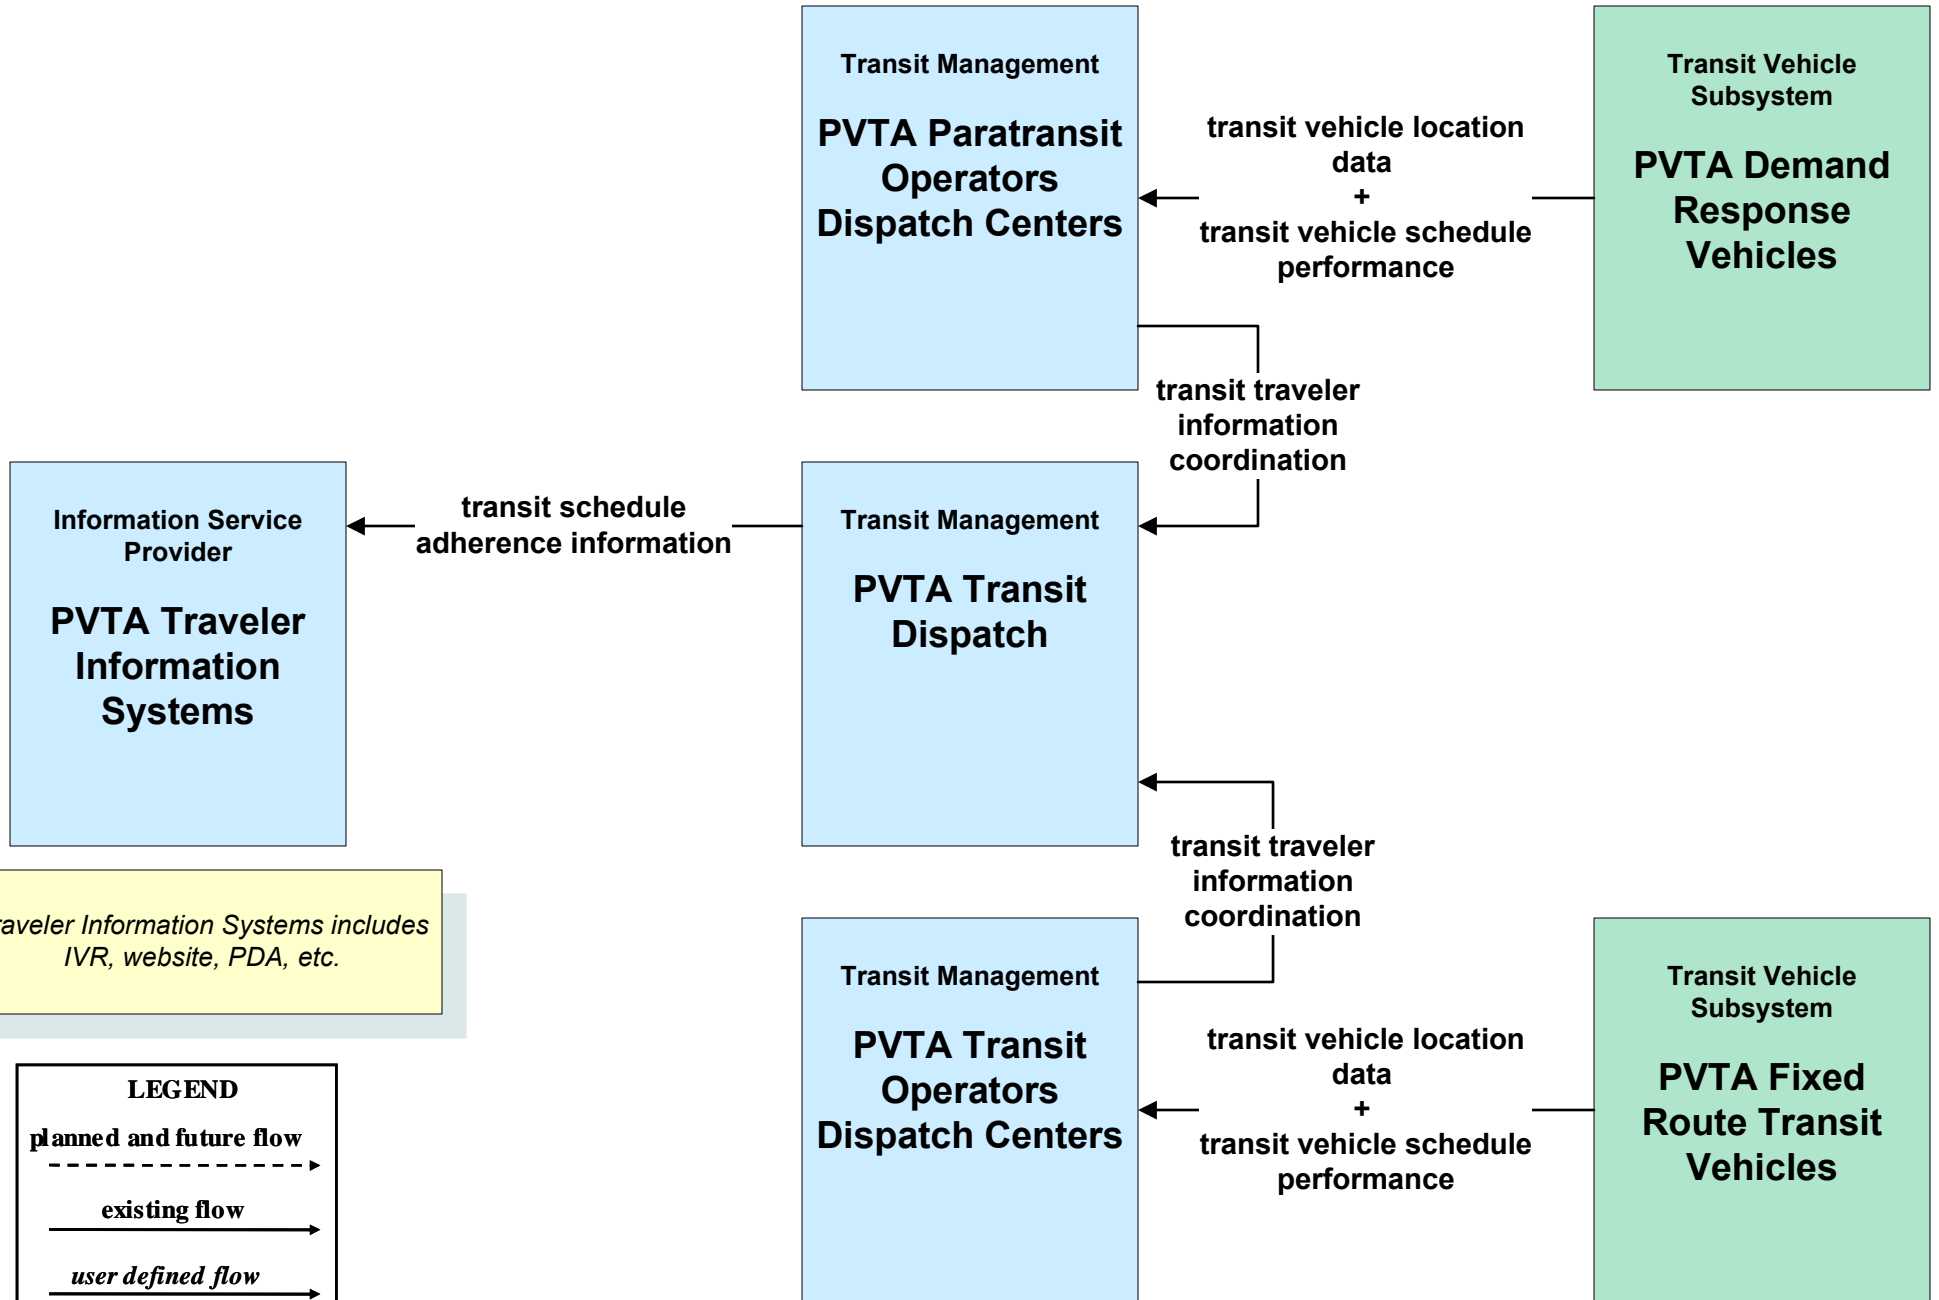 Transit Management
PVTA Paratransit
Operators
Dispatch Centers
transit vehicle location
data
+
transit vehicle schedule
performance
Transit Vehicle
Subsystem
PVTA Demand
Response
Vehicles
transit traveler
information
coordination
Information Service
Provider
PVTA Traveler
Information
Systems
transit schedule
adherence information
Transit Management
PVTA Transit
Dispatch
transit traveler
information
coordination
Information Systems includes
IVR, website, PDA, etc.
Transit Management
PVTA Transit
Operators
Dispatch Centers
transit vehicle location
data
+
transit vehicle schedule
performance
Transit Vehicle
Subsystem
PVTA Fixed
Route Transit
Vehicles
LEGEND
planned and future flow
existing flow
user defined flow